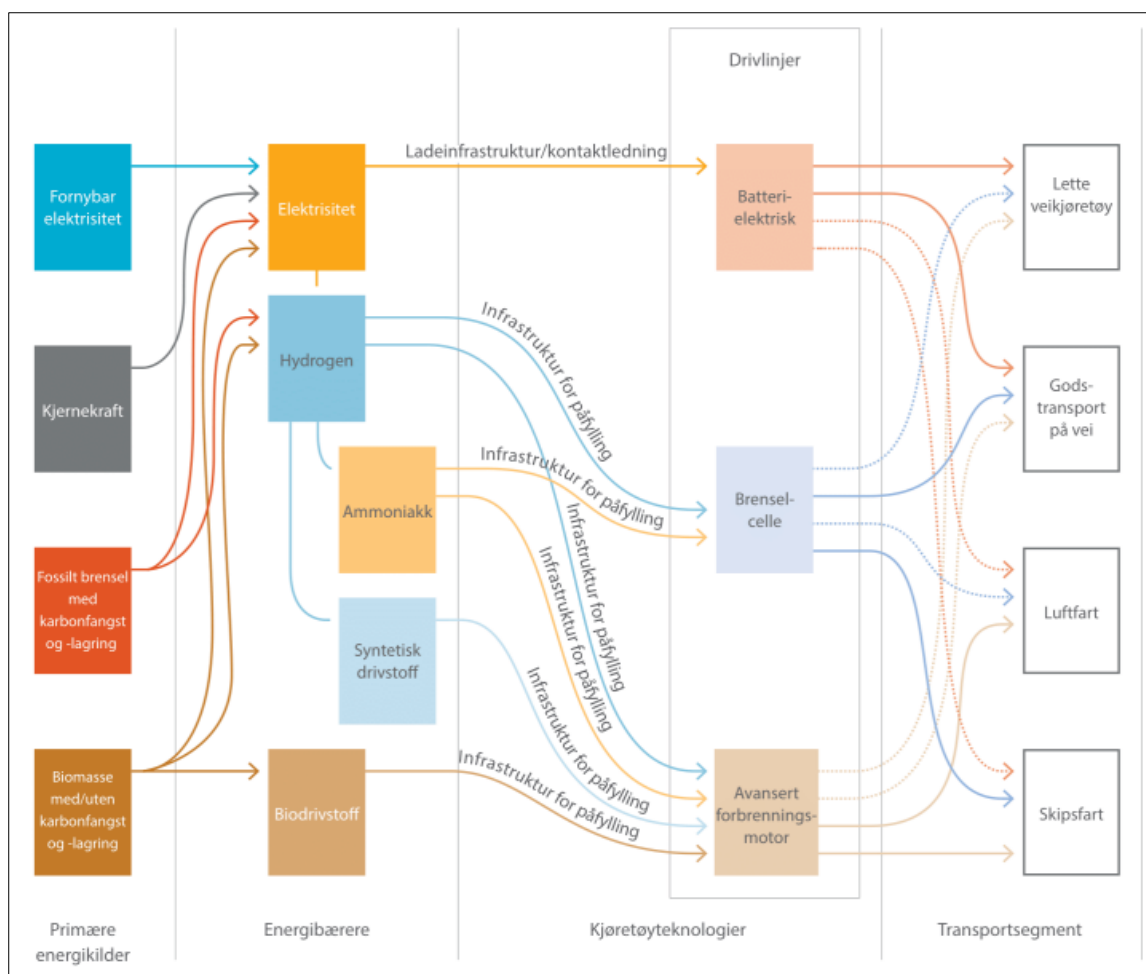 Drivlinjer
Fornybar
elektrisitet
Kjernekraft
Fossilt brensel
med
karbonfangst
og -lagring
Biomasse
med/uten
karbonfangst
og -lagring
Primære
energikilder
Elektrisitet
Hydrogen
Ammoniakk
Syntetisk
drivstoff
Biodrivstoff
Energibærere
Ladeinfrastruktur/kontaktledning
Infrastruktur for påfylling
Infrastruktur for påfylling
Infrastruktur for påfylling
Infrastruktur for påfylling
Infrastruktur for påfylling
Infrastruktur for påfylling
Batteri-
elektrisk
Brensel-
celle
Avansert
forbrennings-
motor
Kjøretøyteknologier
Lette
veikjøretøy
Gods-
transport
på vei
Luftfart
Skipsfart
Transportsegment